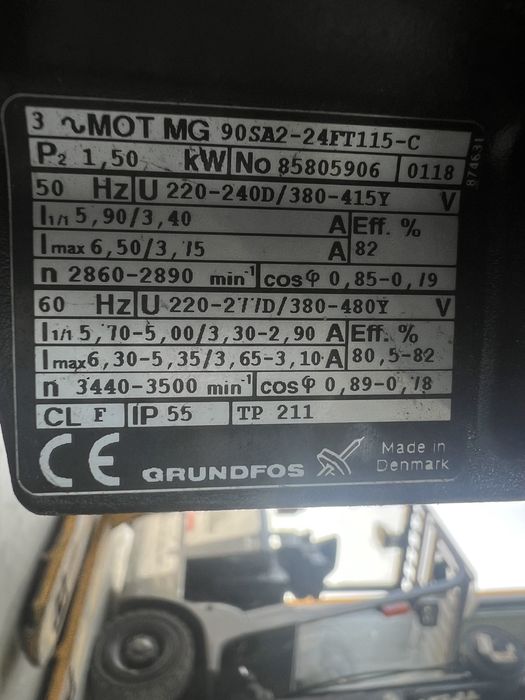 3 ∿MOT MG 90SA2-24FT115-C
P2 1,50 kW No 85805906 0118
50 Hz U 220-240D/380-415Y V
I1/1 5,90/3,40 A Eff. %
I max 6,50/3,75 A 82
n 2860-2890 min-1 cosφ 0,85-0,79
60 Hz U 220-277D/380-480Y V
I1/1 5,70-5,00/3,30-2,90 A Eff. %
Imax 6,30-5,35/3,65-3,10 A 80,5-82
n 3440-3500 min-1 cosφ 0,89-0,78
CL F IP 55 TP 211
CE GRUNDFOS Made in
Denmark
874631